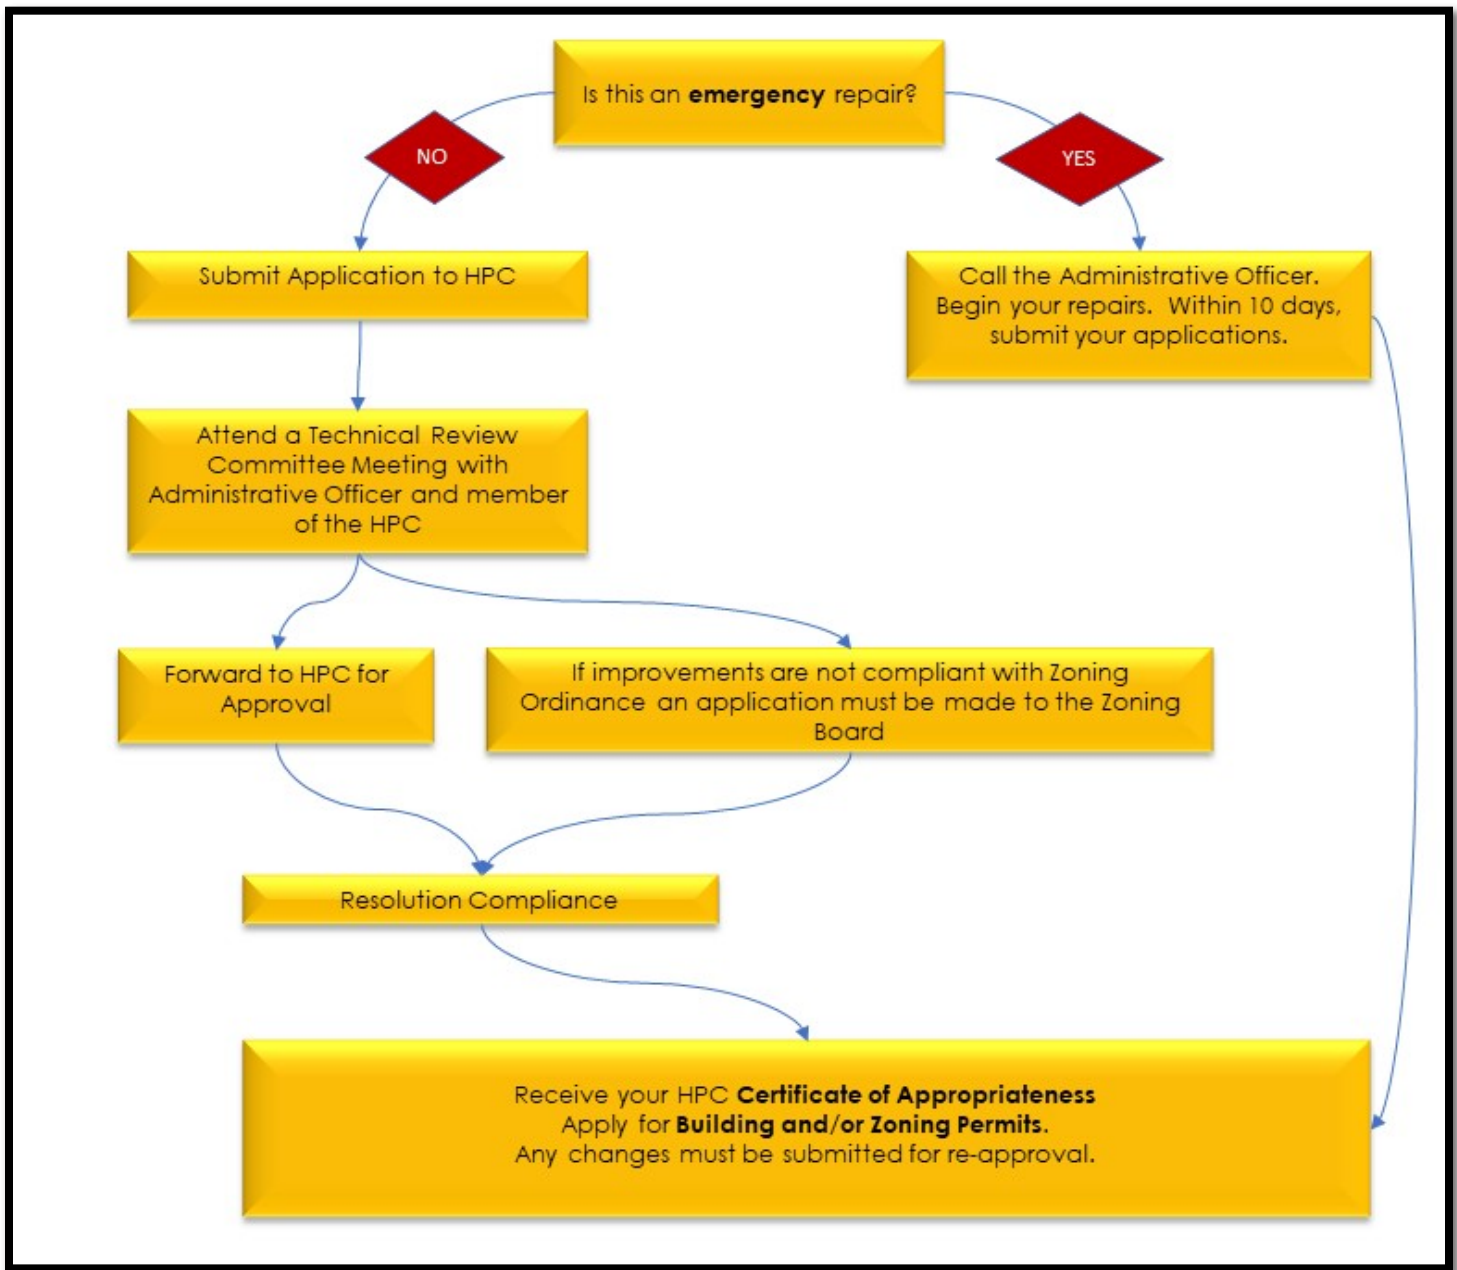 Is this an emergency repair?
NO
YES
Submit Application to HPC
Call the Administrative Officer.
Begin your repairs.  Within 10 days,
submit your applications.
Attend a Technical Review
Committee Meeting with
Administrative Officer and member
of the HPC
Forward to HPC for
Approval
If improvements are not compliant with Zoning
Ordinance an application must be made to the Zoning
Board
Resolution Compliance
Receive your HPC Certificate of Appropriateness
Apply for Building and/or Zoning Permits.
Any changes must be submitted for re-approval.